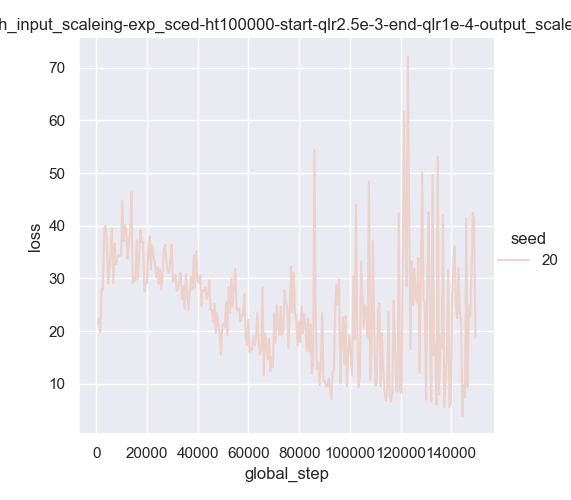 h_input_scaleing-exp_sced-ht100000-start-qlr2.5e-3-end-qlr1e-4-output_scale
70
60
50
40
30
20
10
loss
0 20000 40000 60000 80000 100000 120000 140000
global_step
seed
20